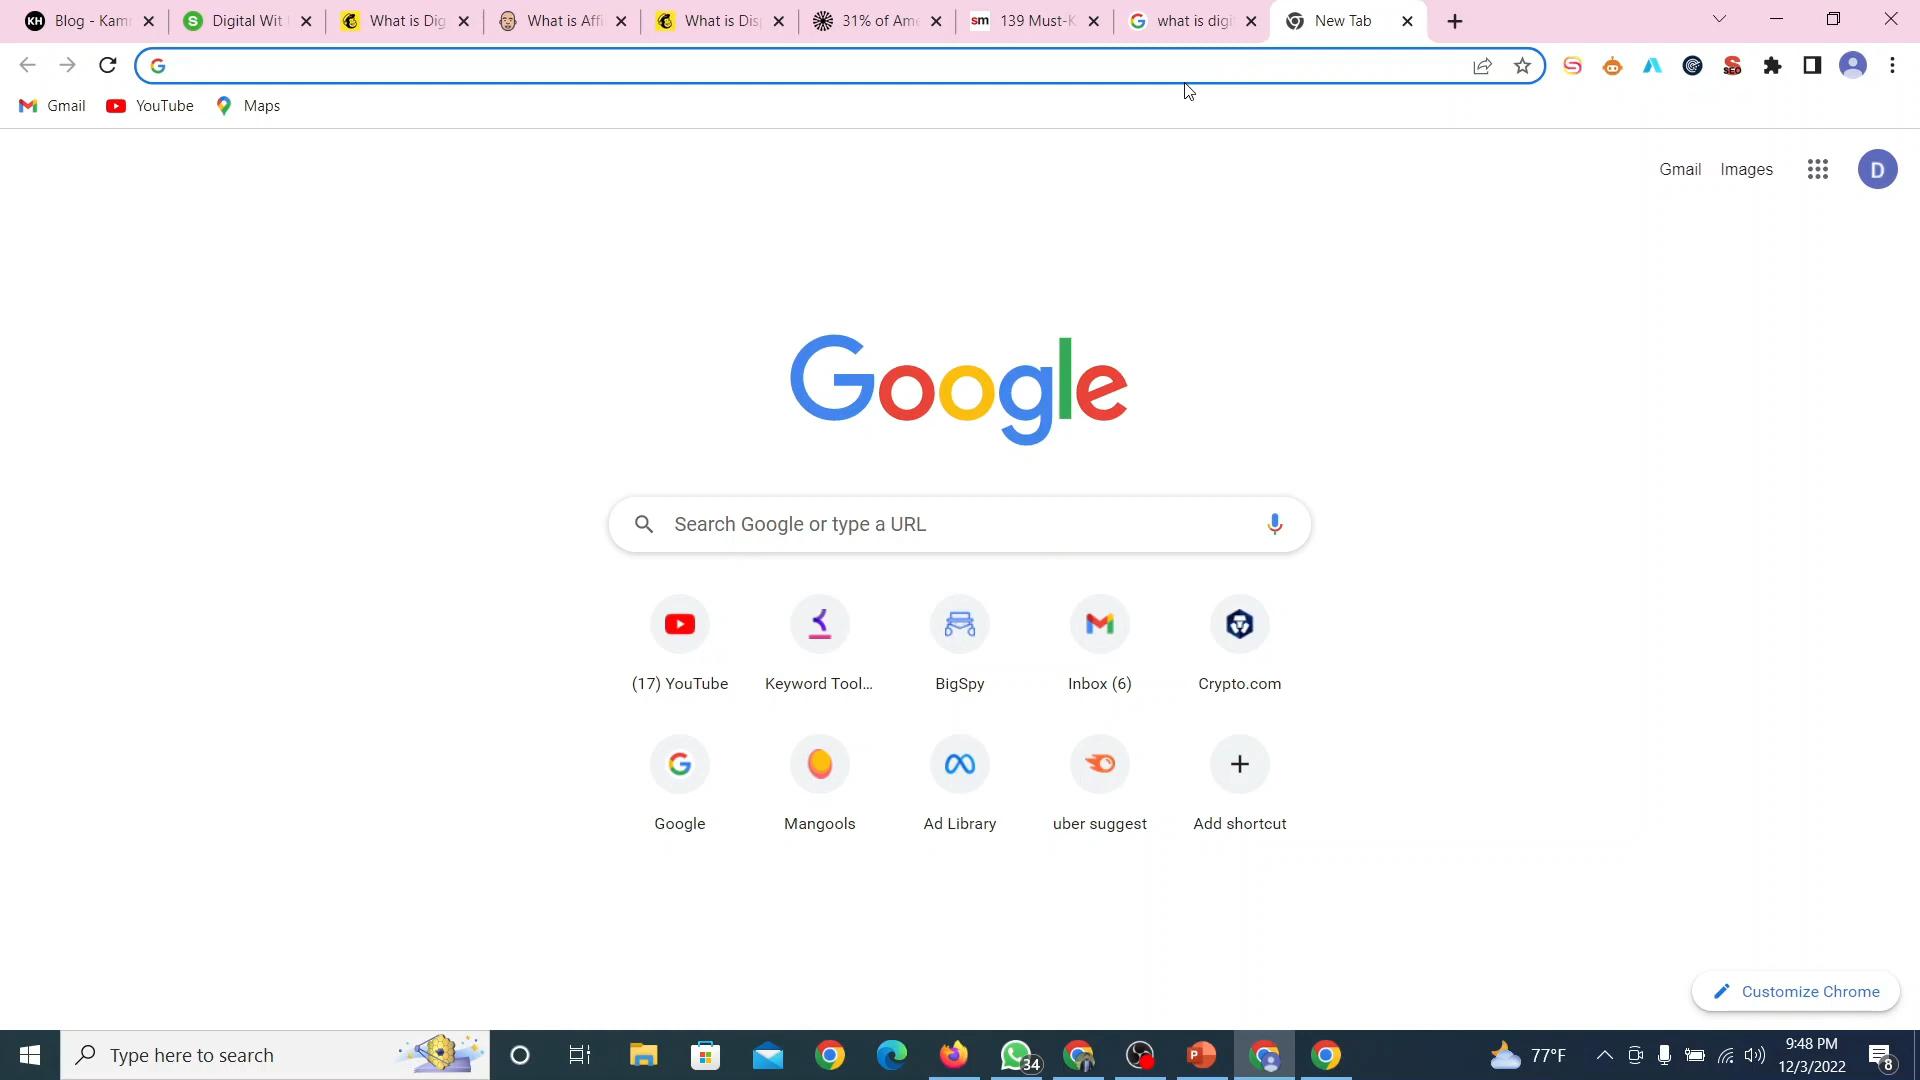 Blog - Kam
Digital Wit
What is Dig
What is Affi
What is Dis
31% of Ame
139 Must-K
what is digi
New Tab
Gmail
YouTube
Maps
Gmail
Images
D
Google
Search Google or type a URL
(17) YouTube
Keyword Tool...
BigSpy
Inbox (6)
Crypto.com
Google
Mangools
Ad Library
uber suggest
Add shortcut
Customize Chrome
Type here to search
34
77°F
9:48 PM
12/3/2022
8